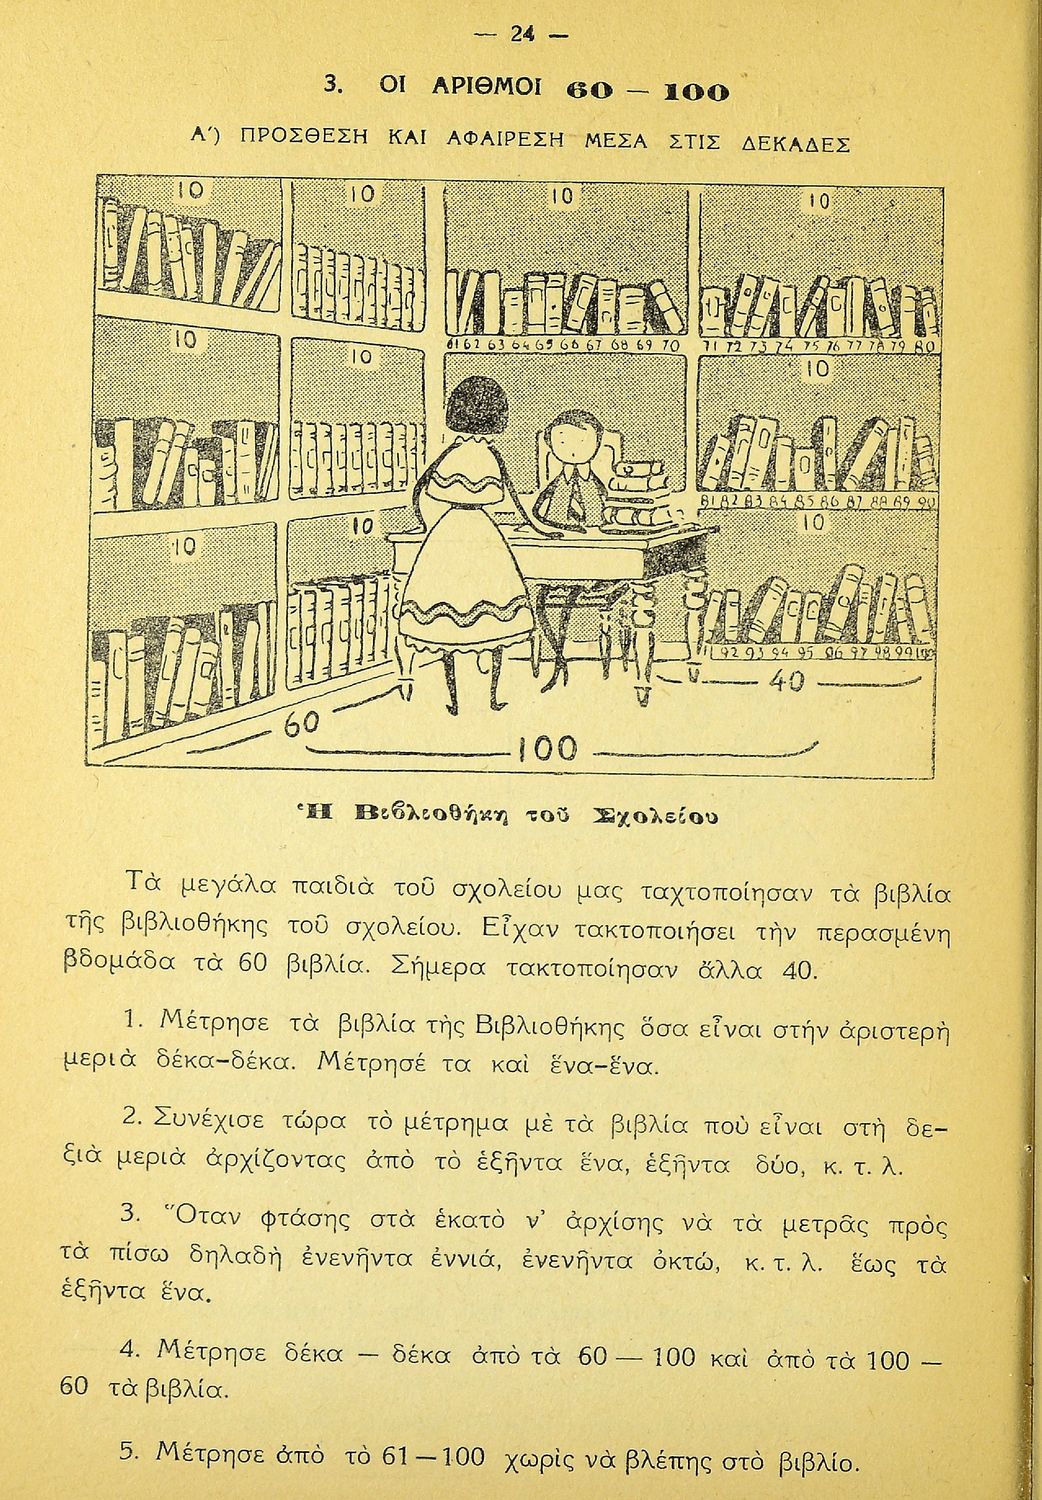 — 24 —
3. ΟΙ ΑΡΙΘΜΟΙ 60 — 100
Α΄) ΠΡΟΣΘΕΣΗ ΚΑΙ ΑΦΑΙΡΕΣΗ ΜΕΣΑ ΣΤΙΣ ΔΕΚΑΔΕΣ
10 10 10 10
61 62 63 64 65 66 67 68 69 70 71 72 73 74 75 76 77 78 79 80
10 10 10
81 82 83 84 85 86 87 88 89 90
10 10 10
92 93 94 95 96 97 98 99 100
40
60
100
Ἡ Βιβλιοθήκη τοῦ Σχολείου
Τὰ μεγάλα παιδιὰ τοῦ σχολείου μας ταχτοποίησαν τὰ βιβλία
τῆς βιβλιοθήκης τοῦ σχολείου. Εἶχαν τακτοποιήσει τὴν περασμένη
βδομάδα τὰ 60 βιβλία. Σήμερα τακτοποίησαν ἄλλα 40.
1. Μέτρησε τὰ βιβλία τῆς Βιβλιοθήκης ὅσα εἶναι στήν ἀριστερὴ
μεριὰ δέκα-δέκα. Μέτρησέ τα καὶ ἕνα-ἕνα.
2. Συνέχισε τώρα τὸ μέτρημα μὲ τὰ βιβλία ποὺ εἶναι στὴ δε-
ξιὰ μεριὰ ἀρχίζοντας ἀπὸ τὸ ἑξῆντα ἕνα, ἑξῆντα δύο, κ. τ. λ.
3. Ὅταν φτάσης στὰ ἑκατὸ ν' ἀρχίσης νὰ τὰ μετρᾶς πρὸς
τὰ πίσω δηλαδὴ ἐνενῆντα ἐννιά, ἐνενῆντα ὀκτώ, κ. τ. λ. ἕως τὰ
ἑξῆντα ἕνα.
4. Μέτρησε δέκα — δέκα ἀπὸ τὰ 60 — 100 καὶ ἀπὸ τὰ 100 —
60 τὰ βιβλία.
5. Μέτρησε ἀπὸ τὸ 61 — 100 χωρὶς νὰ βλέπης στὸ βιβλίο.